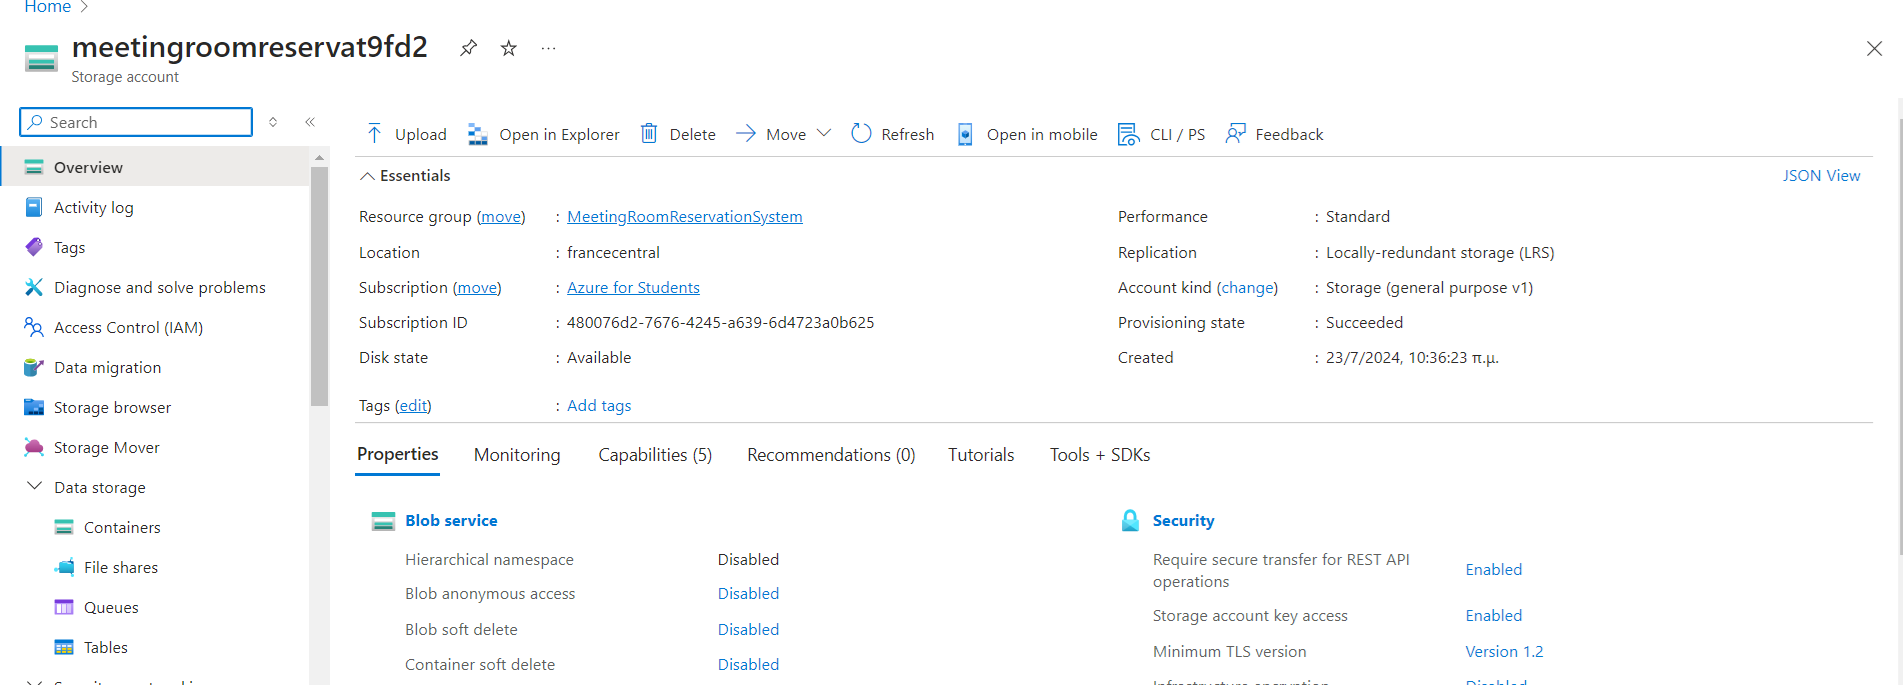 Home
meetingroomreservat9fd2
Storage account
Search
Upload Open in Explorer Delete Move Refresh Open in mobile CLI / PS Feedback
Overview
Activity log
Tags
Diagnose and solve problems
Access Control (IAM)
Data migration
Storage browser
Storage Mover
Data storage
Containers
File shares
Queues
Tables
Essentials
JSON View
Resource group (move) : MeetingRoomReservationSystem
Location : francecentral
Subscription (move) : Azure for Students
Subscription ID : 480076d2-7676-4245-a639-6d4723a0b625
Disk state : Available
Tags (edit) : Add tags
Performance : Standard
Replication : Locally-redundant storage (LRS)
Account kind (change) : Storage (general purpose v1)
Provisioning state : Succeeded
Created : 23/7/2024, 10:36:23 π.μ.
Properties Monitoring Capabilities (5) Recommendations (0) Tutorials Tools + SDKs
Blob service
Hierarchical namespace Disabled
Blob anonymous access Disabled
Blob soft delete Disabled
Container soft delete Disabled
Security
Require secure transfer for REST API
operations Enabled
Storage account key access Enabled
Minimum TLS version Version 1.2